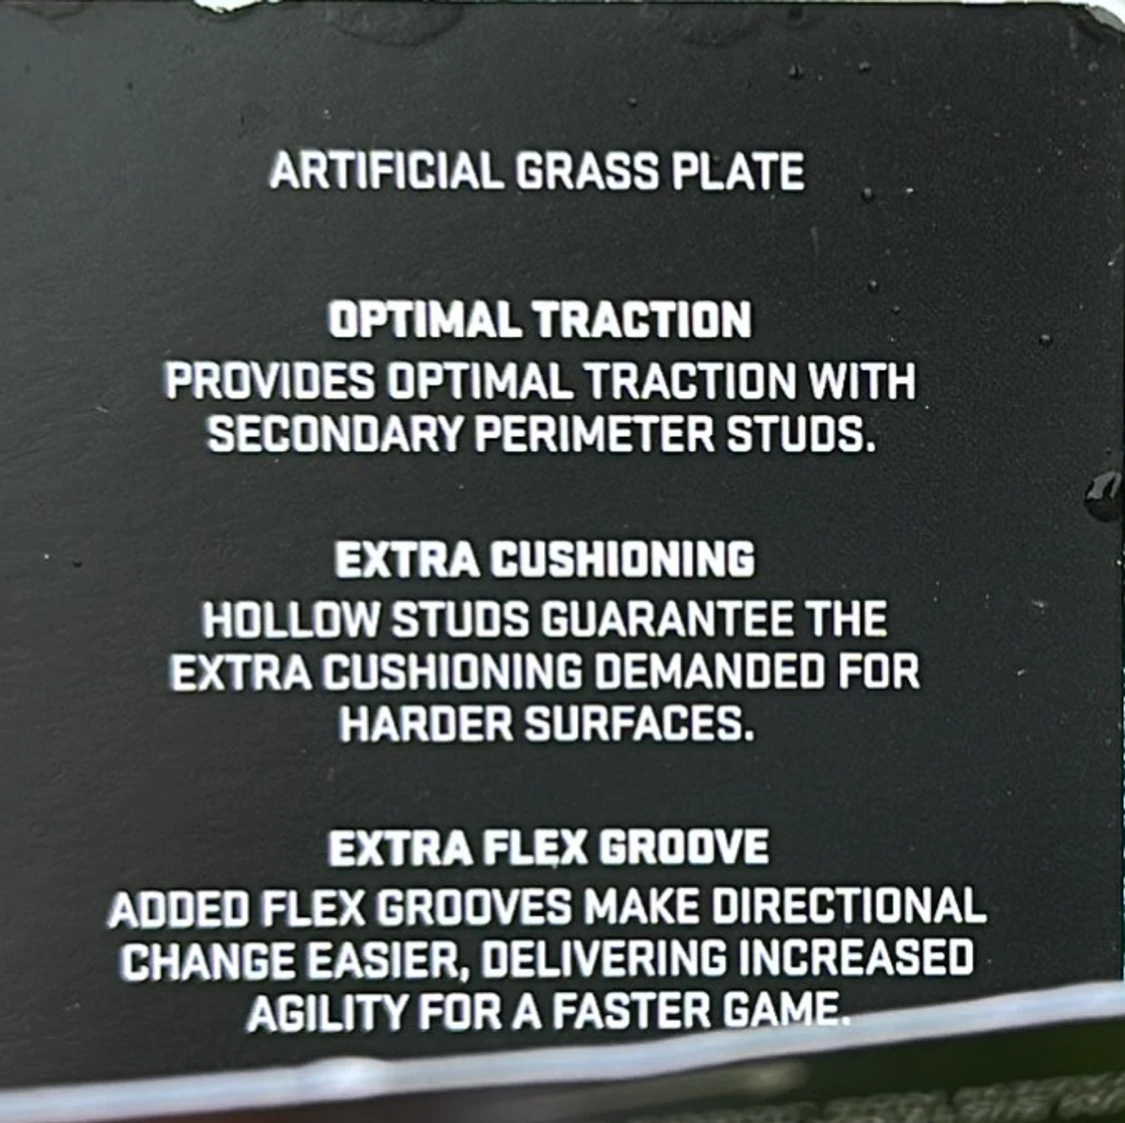 ARTIFICIAL GRASS PLATE
OPTIMAL TRACTION
PROVIDES OPTIMAL TRACTION WITH
SECONDARY PERIMETER STUDS.
EXTRA CUSHIONING
HOLLOW STUDS GUARANTEE THE
EXTRA CUSHIONING DEMANDED FOR
HARDER SURFACES.
EXTRA FLEX GROOVE
ADDED FLEX GROOVES MAKE DIRECTIONAL
CHANGE EASIER, DELIVERING INCREASED
AGILITY FOR A FASTER GAME.